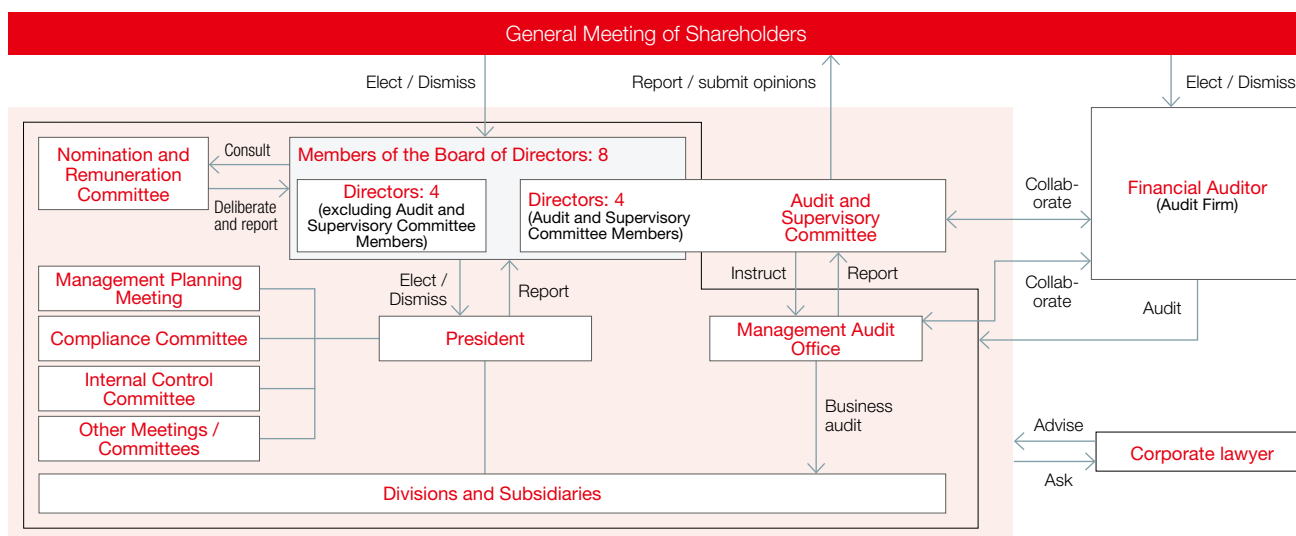 General Meeting of Shareholders
Elect / Dismiss
Report / submit opinions
Elect / Dismiss
Nomination and
Remuneration
Committee
Consult
Deliberate
and report
Members of the Board of Directors: 8
Directors: 4
(excluding Audit and
Supervisory Committee
Members)
Directors: 4
(Audit and Supervisory
Committee Members)
Audit and
Supervisory
Committee
Collab-
orate
Financial Auditor
(Audit Firm)
Management Planning
Meeting
Compliance Committee
Internal Control
Committee
Other Meetings /
Committees
Elect /
Dismiss
Report
President
Instruct
Report
Management Audit
Office
Collab-
orate
Audit
Business
audit
Advise
Ask
Corporate lawyer
Divisions and Subsidiaries